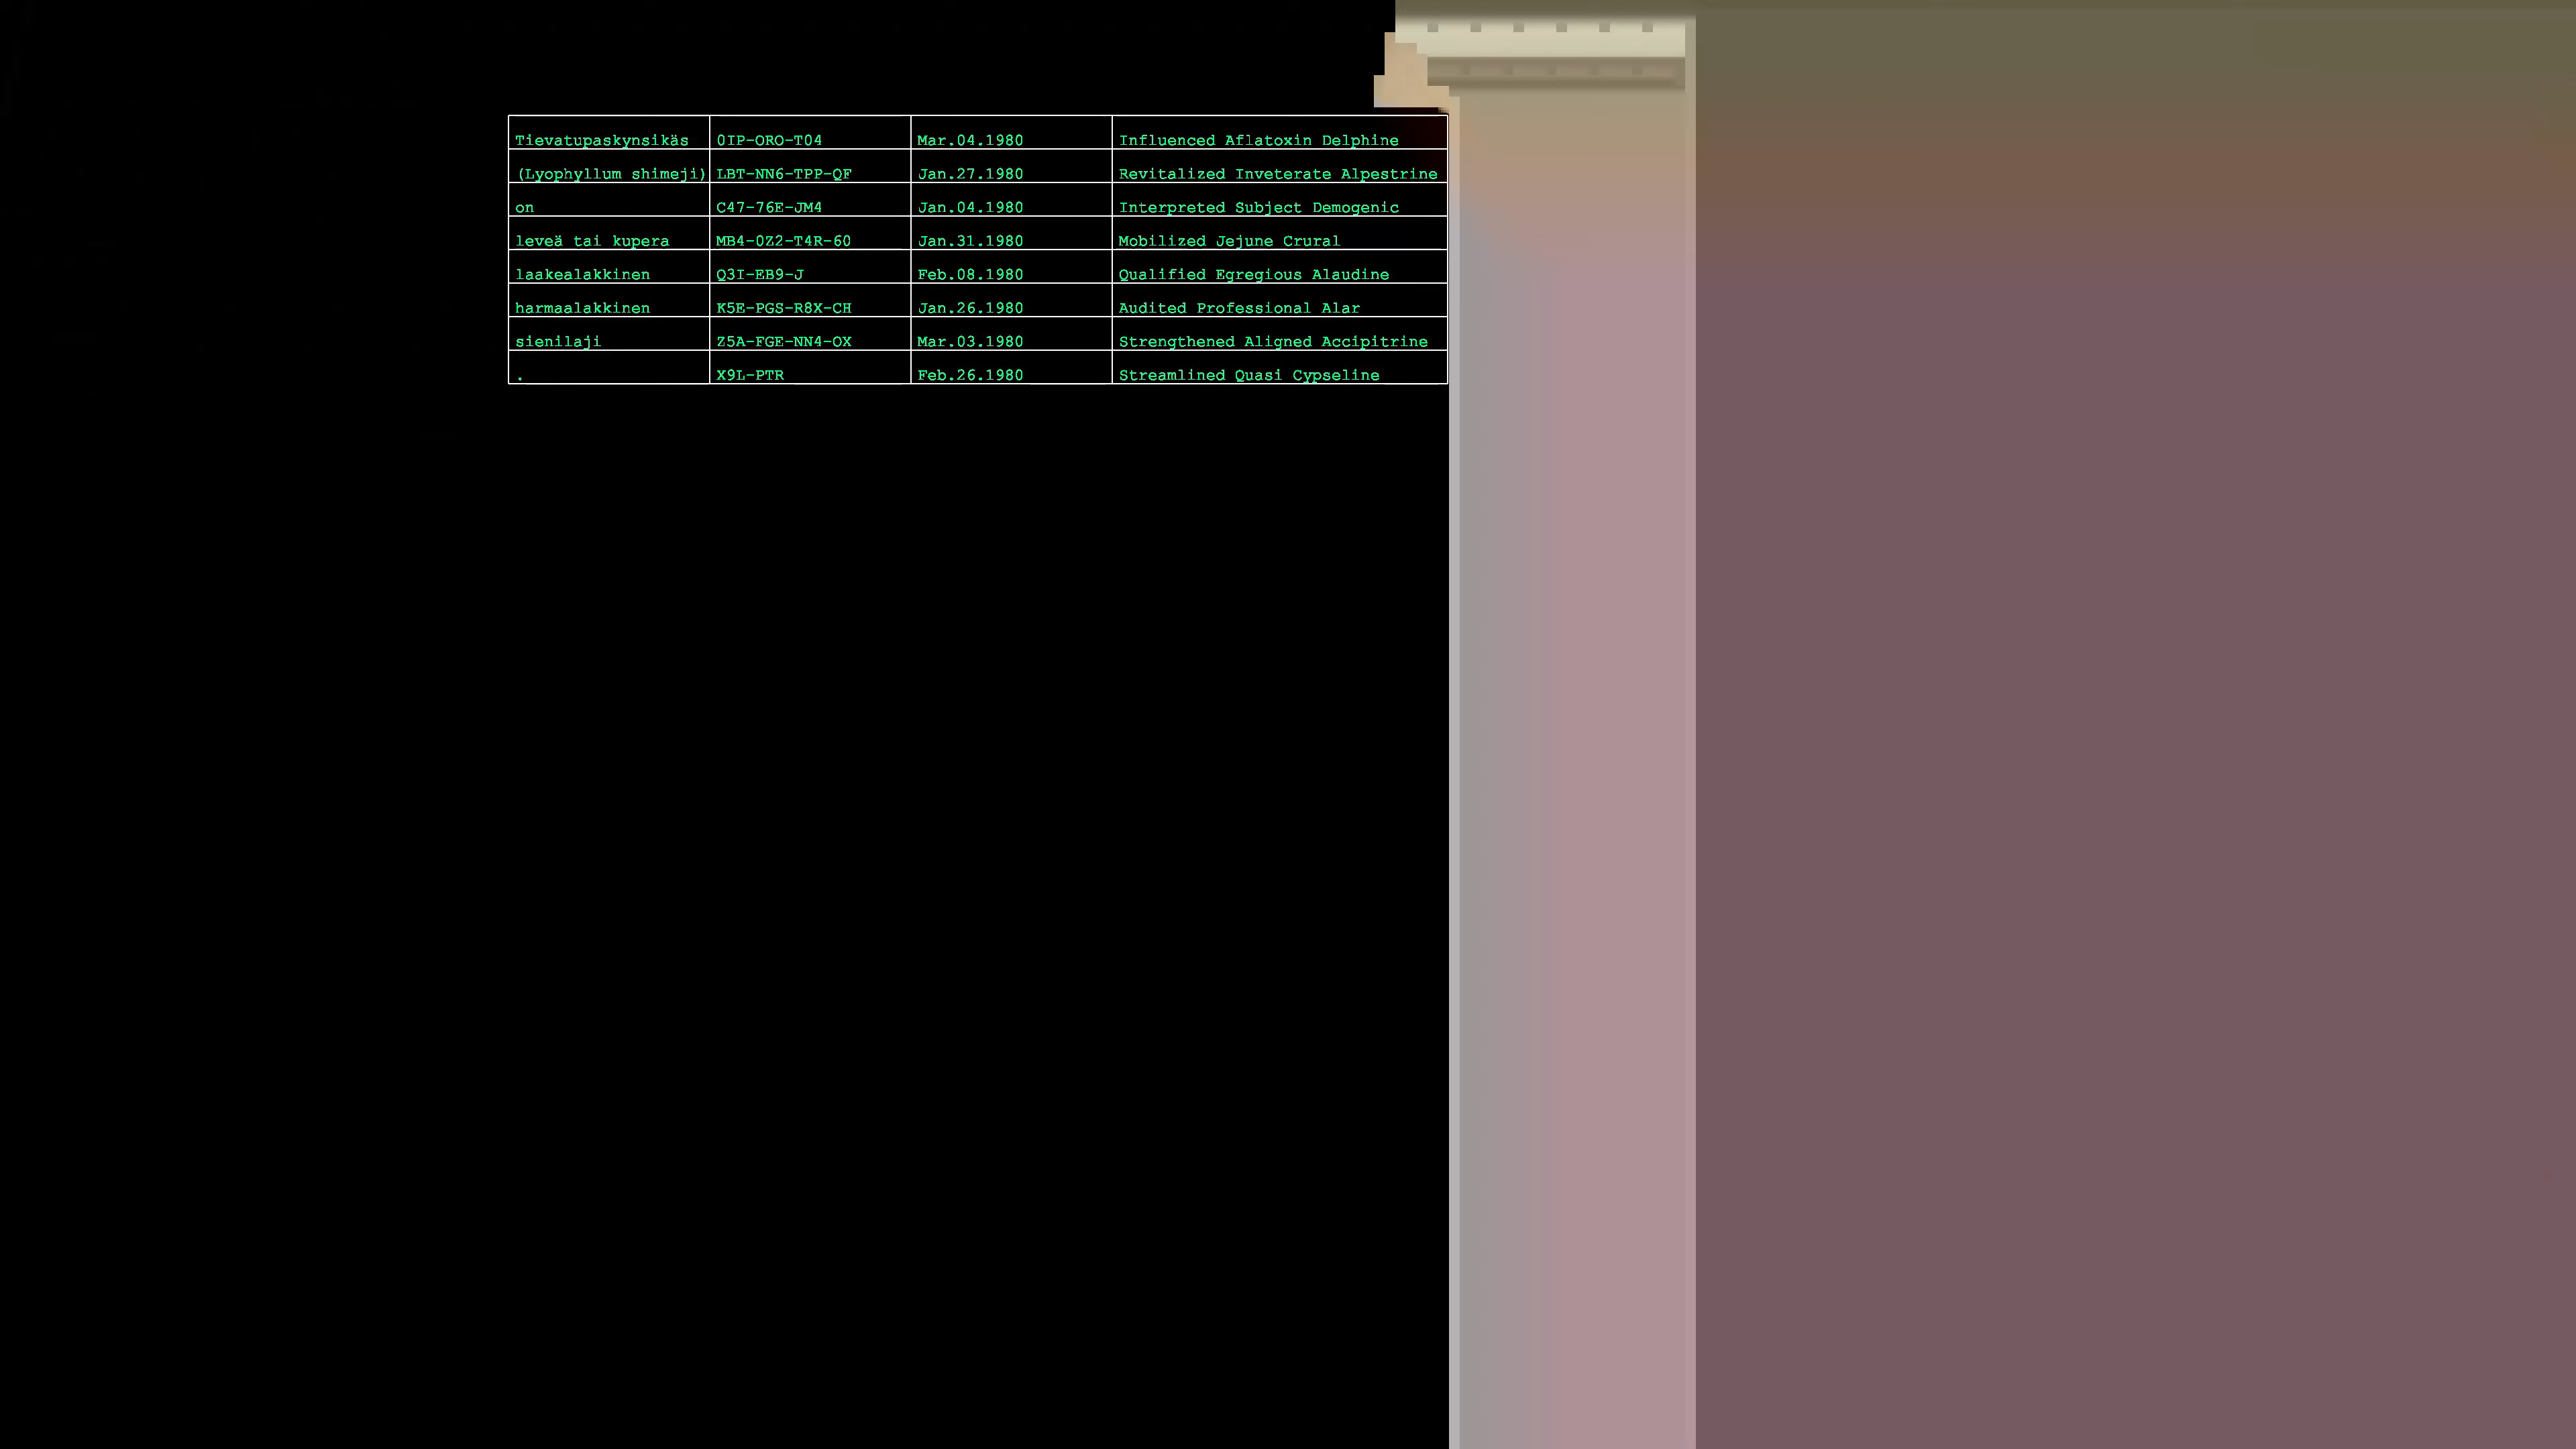 Tievatupaskynsikäs 0IP-ORO-T04 Mar.04.1980 Influenced Aflatoxin Delphine
(Lyophyllum shimeji) LBT-NN6-TPP-QF Jan.27.1980 Revitalized Inveterate Alpestrine
on C47-76E-JM4 Jan.04.1980 Interpreted Subject Demogenic
leveä tai kupera MB4-0Z2-T4R-60 Jan.31.1980 Mobilized Jejune Crural
laakealakkinen Q3I-EB9-J Feb.08.1980 Qualified Egregious Alaudine
harmaalakkinen K5E-PGS-R8X-CH Jan.26.1980 Audited Professional Alar
sienilaji Z5A-FGE-NN4-OX Mar.03.1980 Strengthened Aligned Accipitrine
. X9L-PTR Feb.26.1980 Streamlined Quasi Cypseline